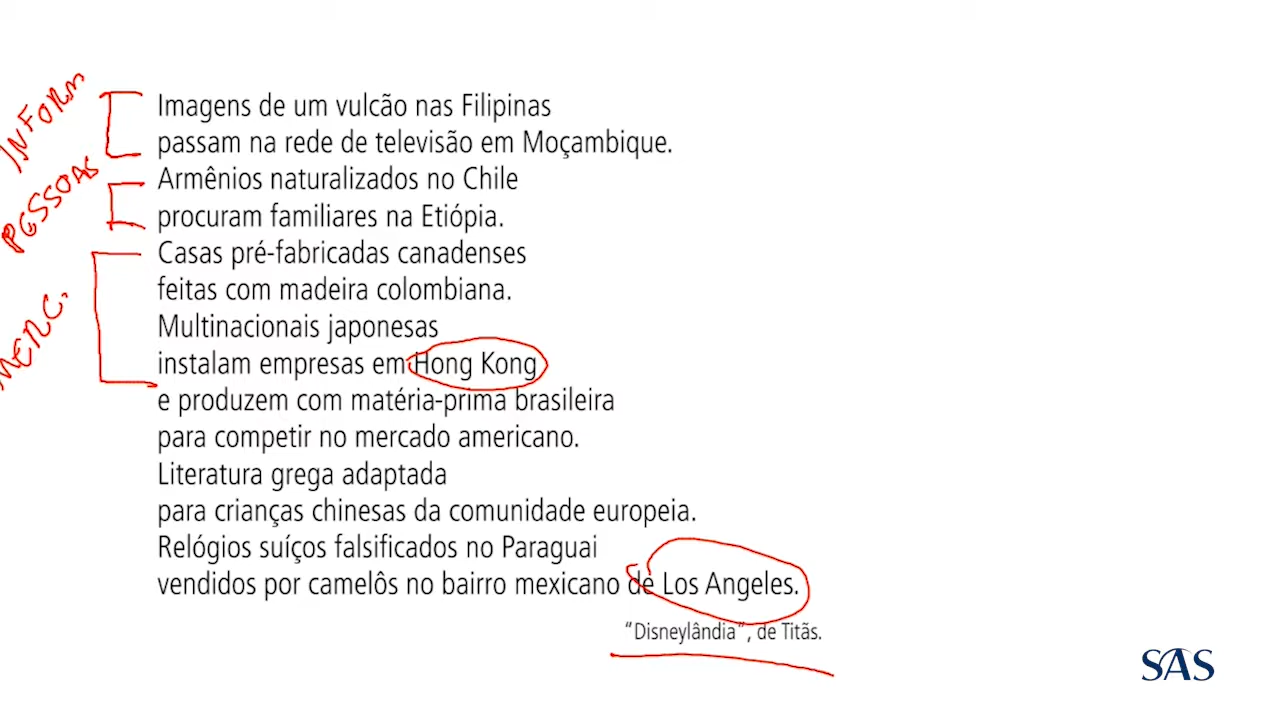 INFORM
PESSOAS
MERC.
Imagens de um vulcão nas Filipinas
passam na rede de televisão em Moçambique.
Armênios naturalizados no Chile
procuram familiares na Etiópia.
Casas pré-fabricadas canadenses
feitas com madeira colombiana.
Multinacionais japonesas
instalam empresas em Hong Kong
e produzem com matéria-prima brasileira
para competir no mercado americano.
Literatura grega adaptada
para crianças chinesas da comunidade europeia.
Relógios suíços falsificados no Paraguai
vendidos por camelôs no bairro mexicano de Los Angeles.
“Disneylândia”, de Titãs.
SAS